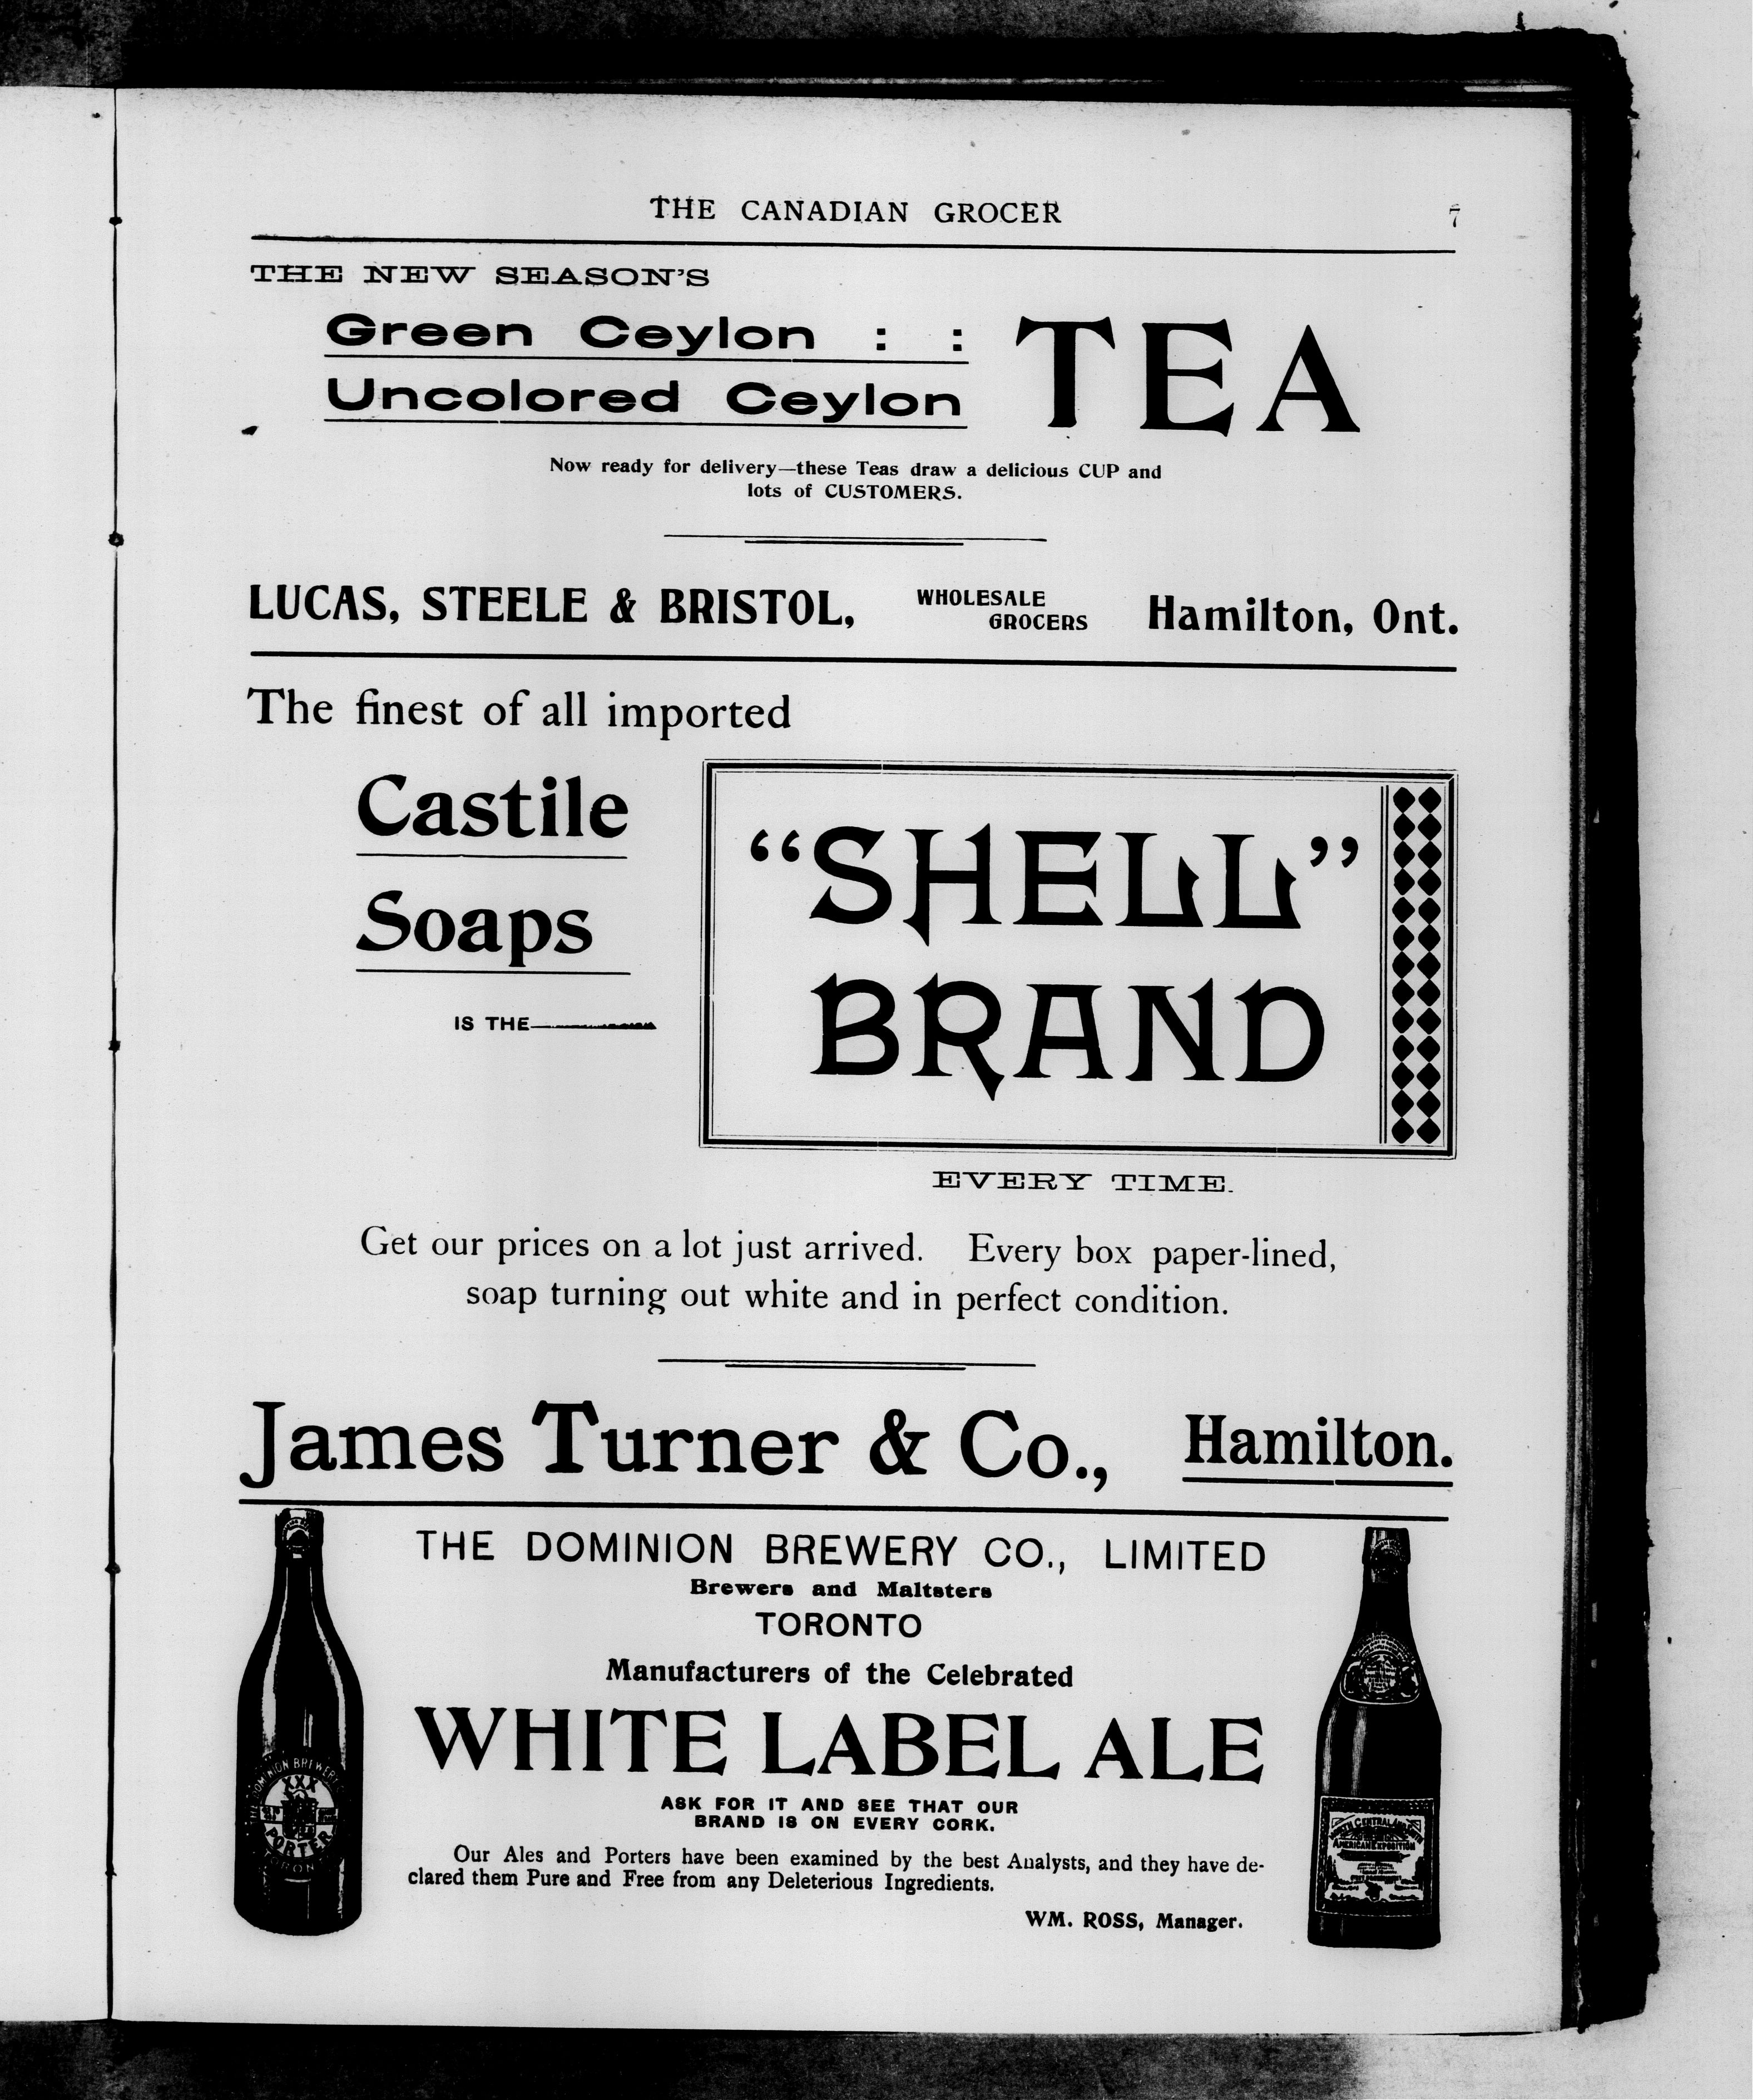 THE CANADIAN GROCER 7
THE NEW SEASON'S
Green Ceylon : :
Uncolored Ceylon
TEA
Now ready for delivery—these Teas draw a delicious CUP and
lots of CUSTOMERS.
LUCAS, STEELE & BRISTOL, WHOLESALE GROCERS Hamilton, Ont.
The finest of all imported
Castile
Soaps
IS THE
“SHELL”
BRAND
EVERY TIME.
Get our prices on a lot just arrived. Every box paper-lined,
soap turning out white and in perfect condition.
James Turner & Co., Hamilton.
THE DOMINION BREWERY CO., LIMITED
Brewers and Maltsters
TORONTO
Manufacturers of the Celebrated
WHITE LABEL ALE
ASK FOR IT AND SEE THAT OUR
BRAND IS ON EVERY CORK.
Our Ales and Porters have been examined by the best Analysts, and they have de-
clared them Pure and Free from any Deleterious Ingredients.
WM. ROSS, Manager.
DOMINION BREWERY
XXX
PORTER
TORONTO
AMERICAN EXPOSITION